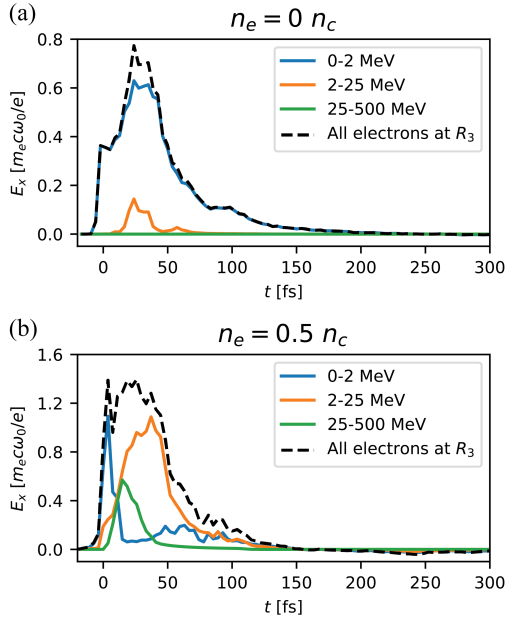 (a)
n_e = 0 n_c
0.8
0.6
0.4
0.2
0.0
E_x [m_e cω_0/e]
0-2 MeV
2-25 MeV
25-500 MeV
All electrons at R_3
0 50 100 150 200 250 300
t [fs]
(b)
n_e = 0.5 n_c
1.6
1.2
0.8
0.4
0.0
E_x [m_e cω_0/e]
0-2 MeV
2-25 MeV
25-500 MeV
All electrons at R_3
0 50 100 150 200 250 300
t [fs]